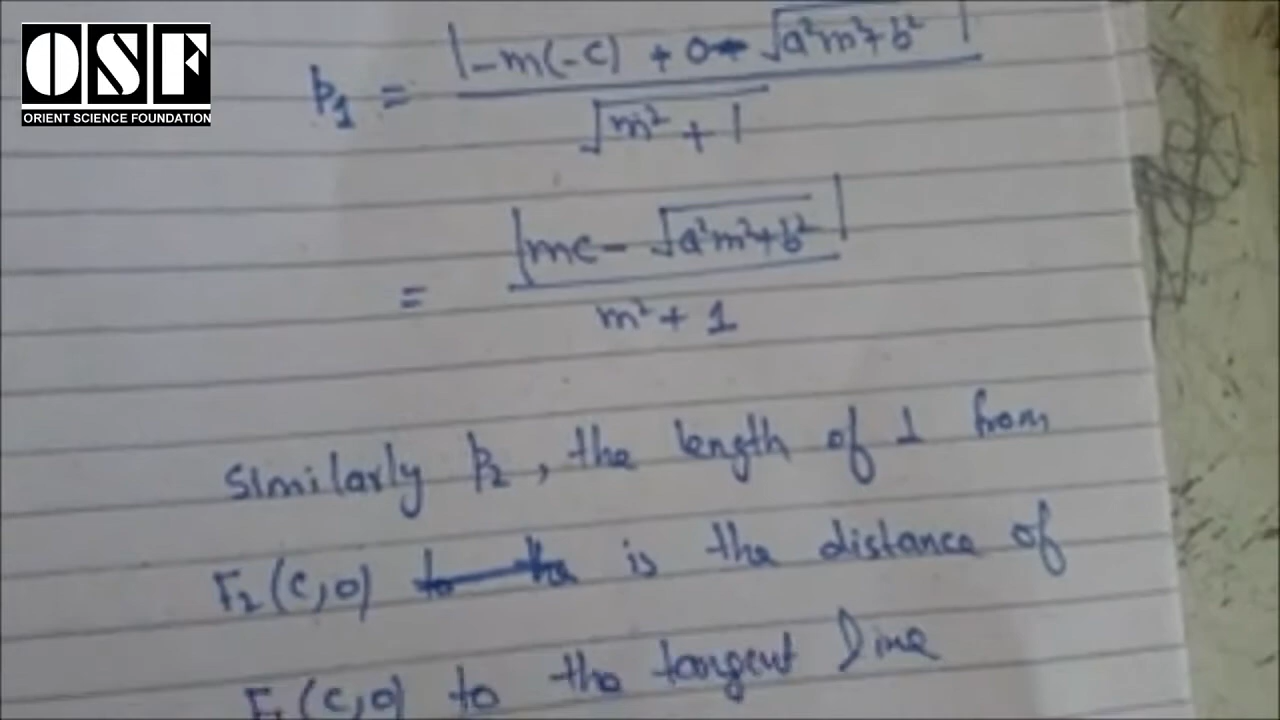 OSF
ORIENT SCIENCE FOUNDATION
p₁ = |-m(-c) + 0 - √(a²m²+b²)| / √(m² + 1)
= |mc - √(a²m²+b²)| / m² + 1
Similarly p₂, the length of ⊥ from
F₂(c,0) is the distance of
F₁(c,0) to the tangent line